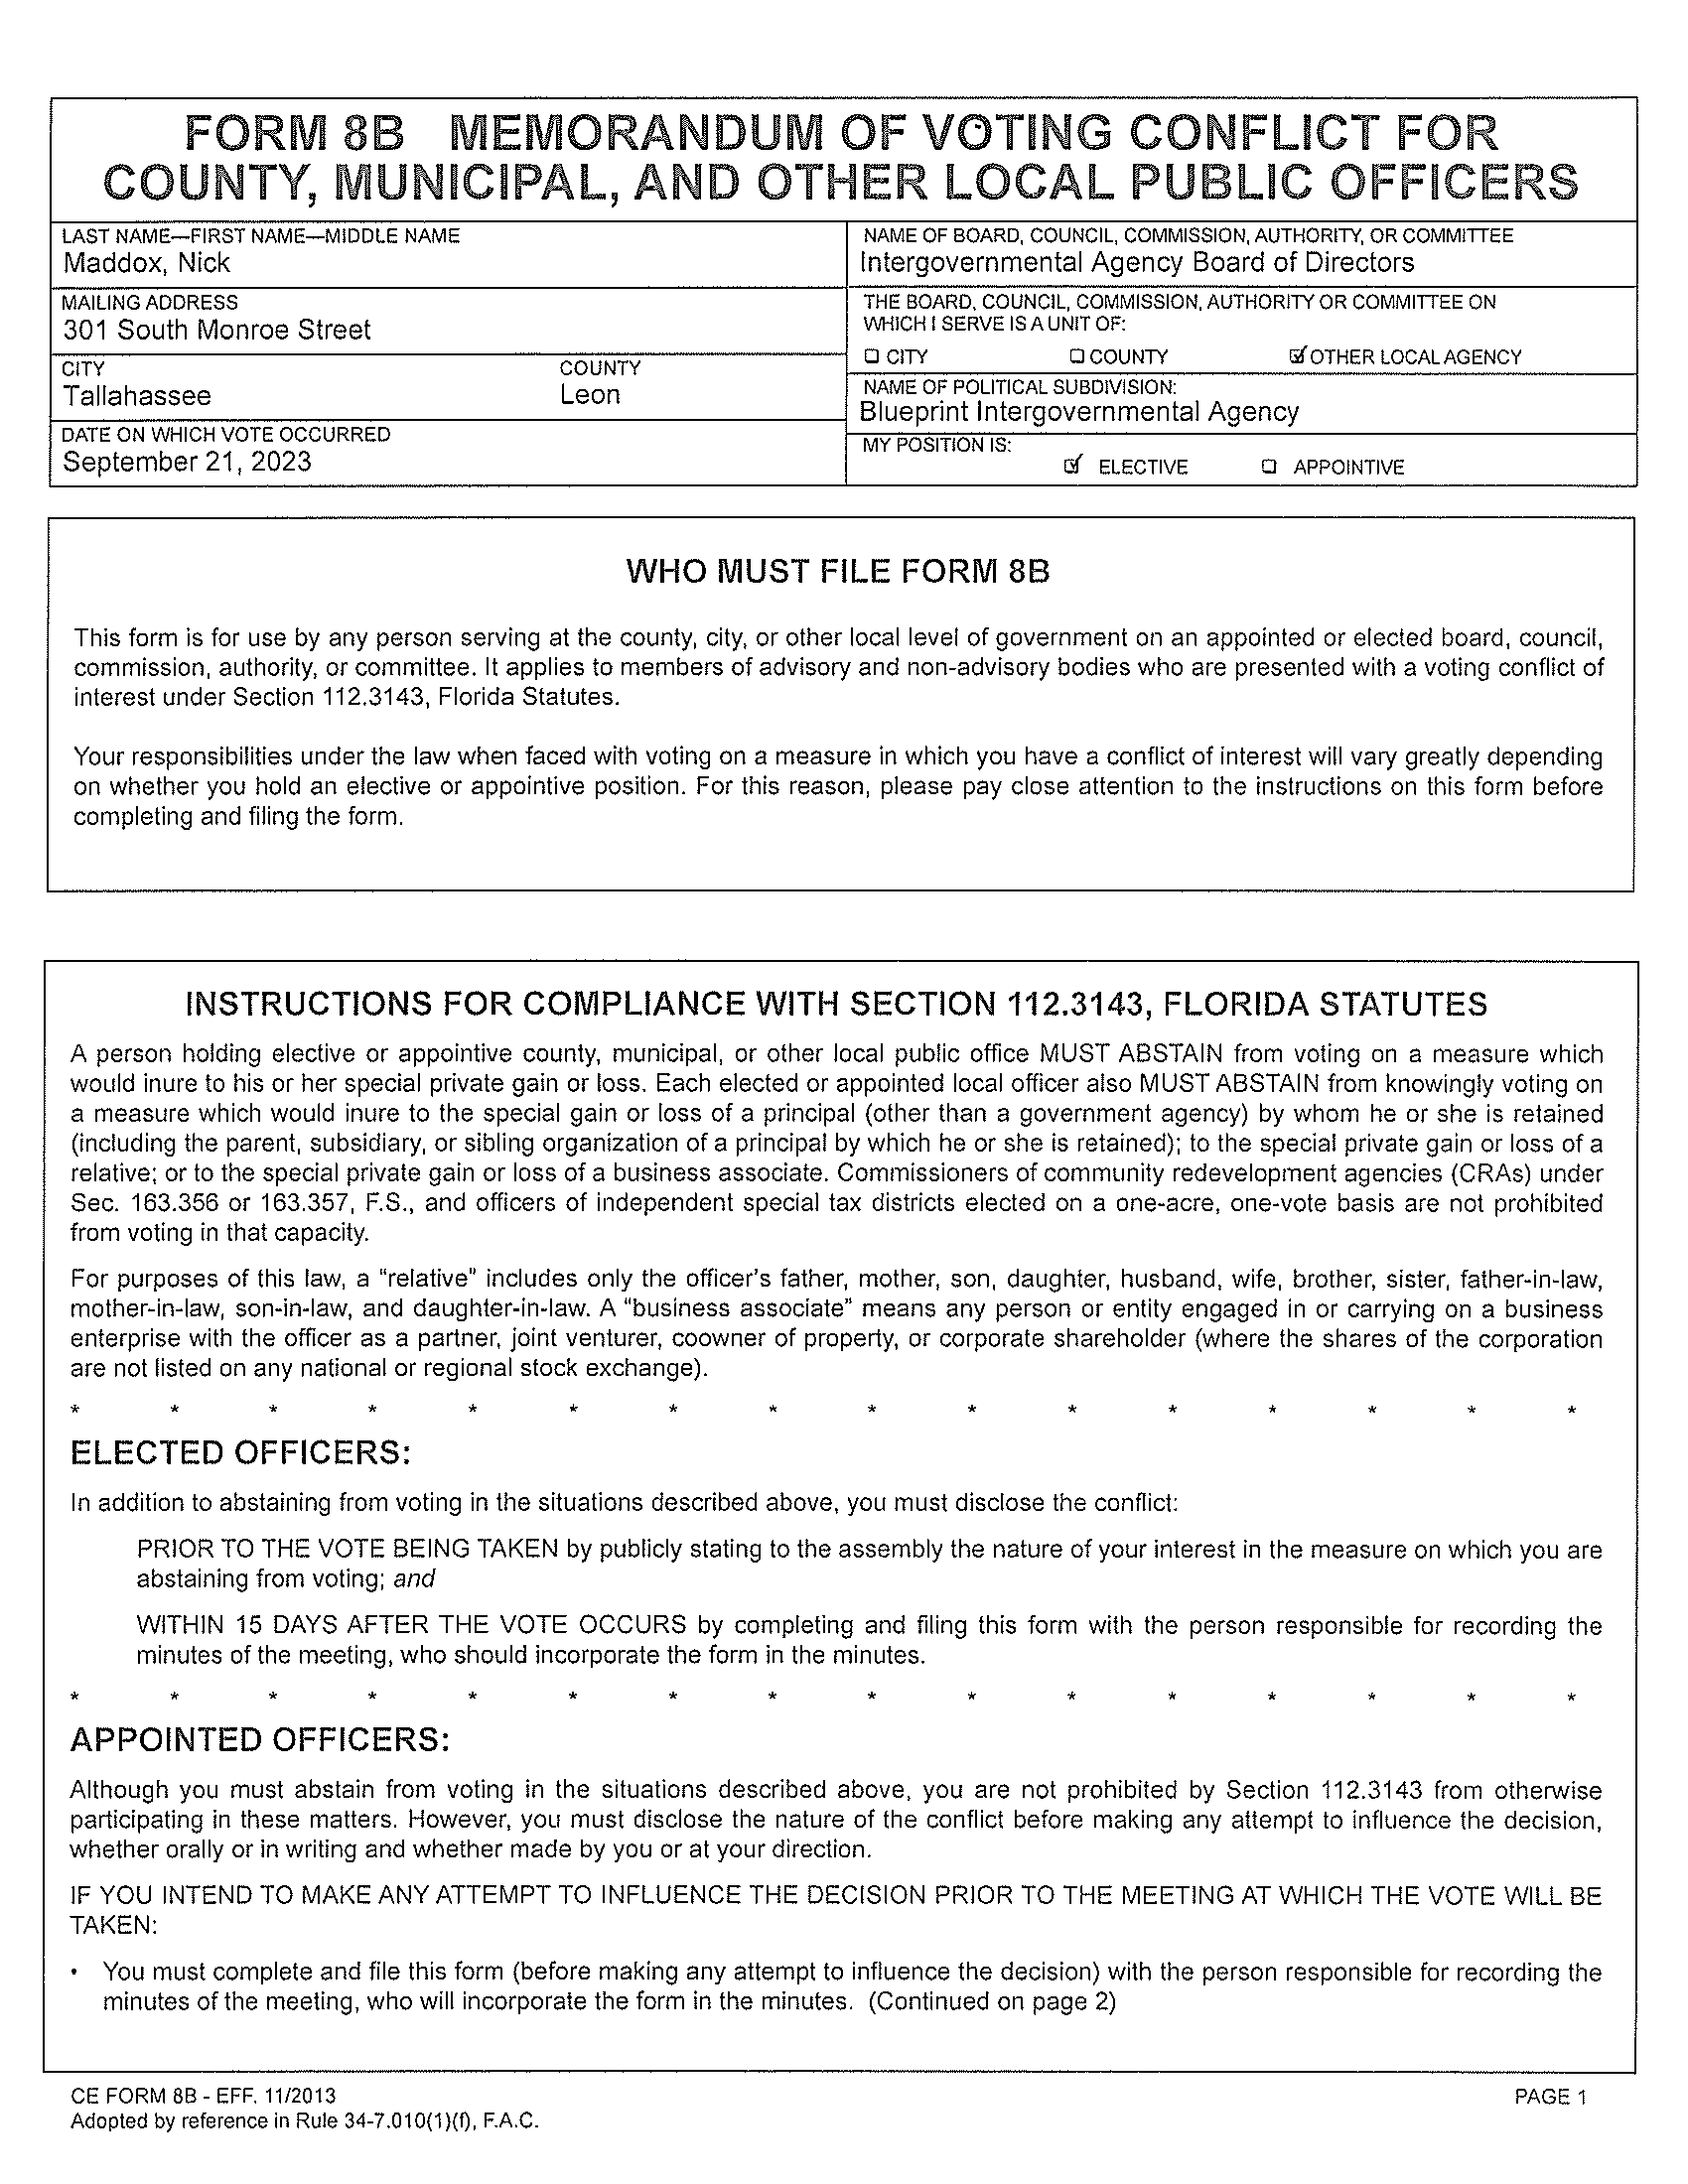 FORM 8B MEMORANDUM OF VOTING CONFLICT FOR
COUNTY, MUNICIPAL, AND OTHER LOCAL PUBLIC OFFICERS
LAST NAME—FIRST NAME—MIDDLE NAME
Maddox, Nick
MAILING ADDRESS
301 South Monroe Street
CITY COUNTY
Tallahassee Leon
DATE ON WHICH VOTE OCCURRED
September 21, 2023
NAME OF BOARD, COUNCIL, COMMISSION, AUTHORITY, OR COMMITTEE
Intergovernmental Agency Board of Directors
THE BOARD, COUNCIL, COMMISSION, AUTHORITY OR COMMITTEE ON
WHICH I SERVE IS A UNIT OF:
☐ CITY ☐ COUNTY ☑ OTHER LOCAL AGENCY
NAME OF POLITICAL SUBDIVISION:
Blueprint Intergovernmental Agency
MY POSITION IS:
☑ ELECTIVE ☐ APPOINTIVE
WHO MUST FILE FORM 8B
This form is for use by any person serving at the county, city, or other local level of government on an appointed or elected board, council,
commission, authority, or committee. It applies to members of advisory and non-advisory bodies who are presented with a voting conflict of
interest under Section 112.3143, Florida Statutes.
Your responsibilities under the law when faced with voting on a measure in which you have a conflict of interest will vary greatly depending
on whether you hold an elective or appointive position. For this reason, please pay close attention to the instructions on this form before
completing and filing the form.
INSTRUCTIONS FOR COMPLIANCE WITH SECTION 112.3143, FLORIDA STATUTES
A person holding elective or appointive county, municipal, or other local public office MUST ABSTAIN from voting on a measure which
would inure to his or her special private gain or loss. Each elected or appointed local officer also MUST ABSTAIN from knowingly voting on
a measure which would inure to the special gain or loss of a principal (other than a government agency) by whom he or she is retained
(including the parent, subsidiary, or sibling organization of a principal by which he or she is retained); to the special private gain or loss of a
relative; or to the special private gain or loss of a business associate. Commissioners of community redevelopment agencies (CRAs) under
Sec. 163.356 or 163.357, F.S., and officers of independent special tax districts elected on a one-acre, one-vote basis are not prohibited
from voting in that capacity.
For purposes of this law, a "relative" includes only the officer's father, mother, son, daughter, husband, wife, brother, sister, father-in-law,
mother-in-law, son-in-law, and daughter-in-law. A "business associate" means any person or entity engaged in or carrying on a business
enterprise with the officer as a partner, joint venturer, coowner of property, or corporate shareholder (where the shares of the corporation
are not listed on any national or regional stock exchange).
* * * * * * * * * * * * * * * *
ELECTED OFFICERS:
In addition to abstaining from voting in the situations described above, you must disclose the conflict:
PRIOR TO THE VOTE BEING TAKEN by publicly stating to the assembly the nature of your interest in the measure on which you are
abstaining from voting; and
WITHIN 15 DAYS AFTER THE VOTE OCCURS by completing and filing this form with the person responsible for recording the
minutes of the meeting, who should incorporate the form in the minutes.
* * * * * * * * * * * * * * * *
APPOINTED OFFICERS:
Although you must abstain from voting in the situations described above, you are not prohibited by Section 112.3143 from otherwise
participating in these matters. However, you must disclose the nature of the conflict before making any attempt to influence the decision,
whether orally or in writing and whether made by you or at your direction.
IF YOU INTEND TO MAKE ANY ATTEMPT TO INFLUENCE THE DECISION PRIOR TO THE MEETING AT WHICH THE VOTE WILL BE
TAKEN:
• You must complete and file this form (before making any attempt to influence the decision) with the person responsible for recording the
minutes of the meeting, who will incorporate the form in the minutes. (Continued on page 2)
CE FORM 8B - EFF. 11/2013 PAGE 1
Adopted by reference in Rule 34-7.010(1)(f), F.A.C.